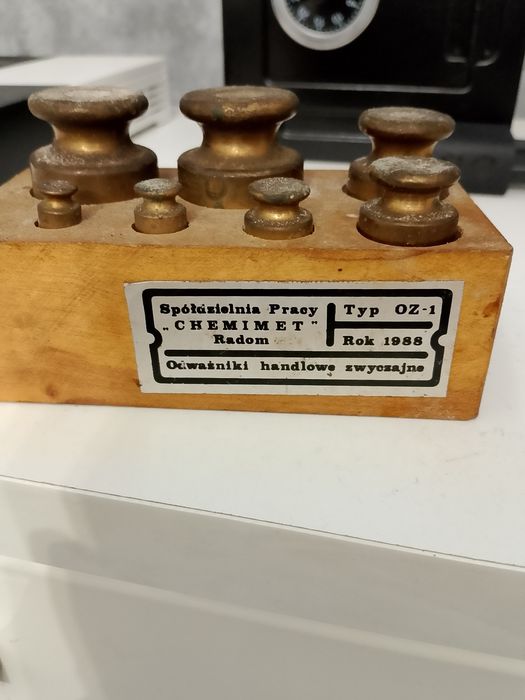 Spółdzielnia Pracy
„CHEMIMET”
Radom
Typ OZ-1
Rok 1988
Odważniki handlowe zwyczajne